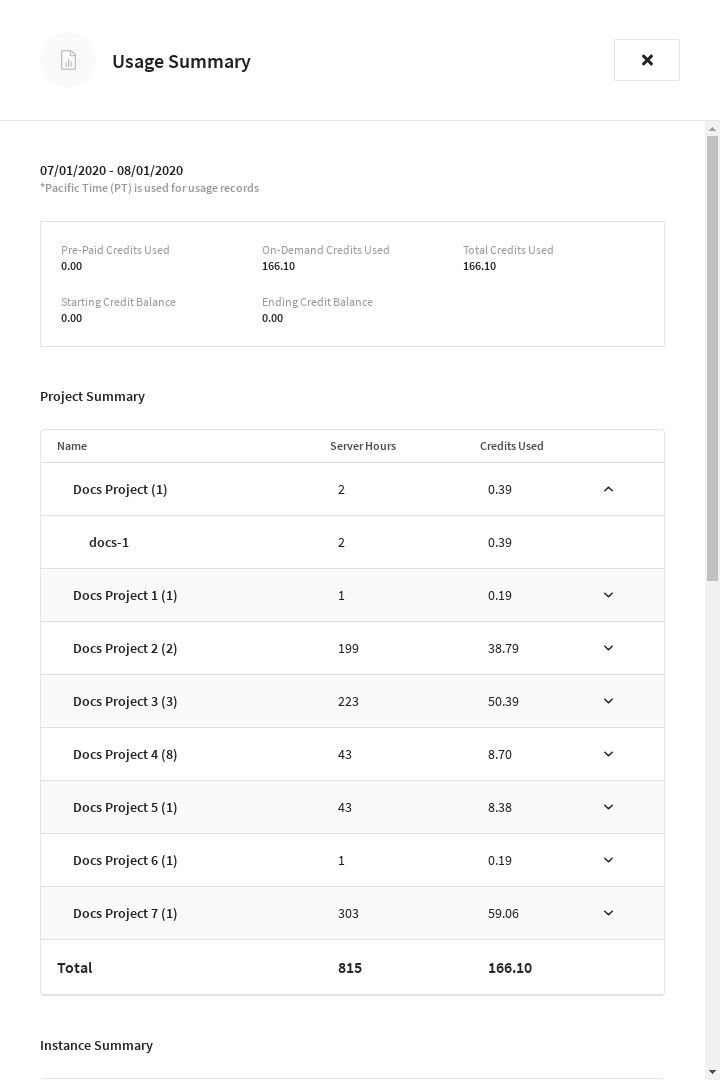 Usage Summary
07/01/2020 - 08/01/2020
*Pacific Time (PT) is used for usage records
Pre-Paid Credits Used On-Demand Credits Used Total Credits Used
0.00 166.10 166.10
Starting Credit Balance Ending Credit Balance
0.00 0.00
Project Summary
Name Server Hours Credits Used
Docs Project (1) 2 0.39
docs-1 2 0.39
Docs Project 1 (1) 1 0.19
Docs Project 2 (2) 199 38.79
Docs Project 3 (3) 223 50.39
Docs Project 4 (8) 43 8.70
Docs Project 5 (1) 43 8.38
Docs Project 6 (1) 1 0.19
Docs Project 7 (1) 303 59.06
Total 815 166.10
Instance Summary